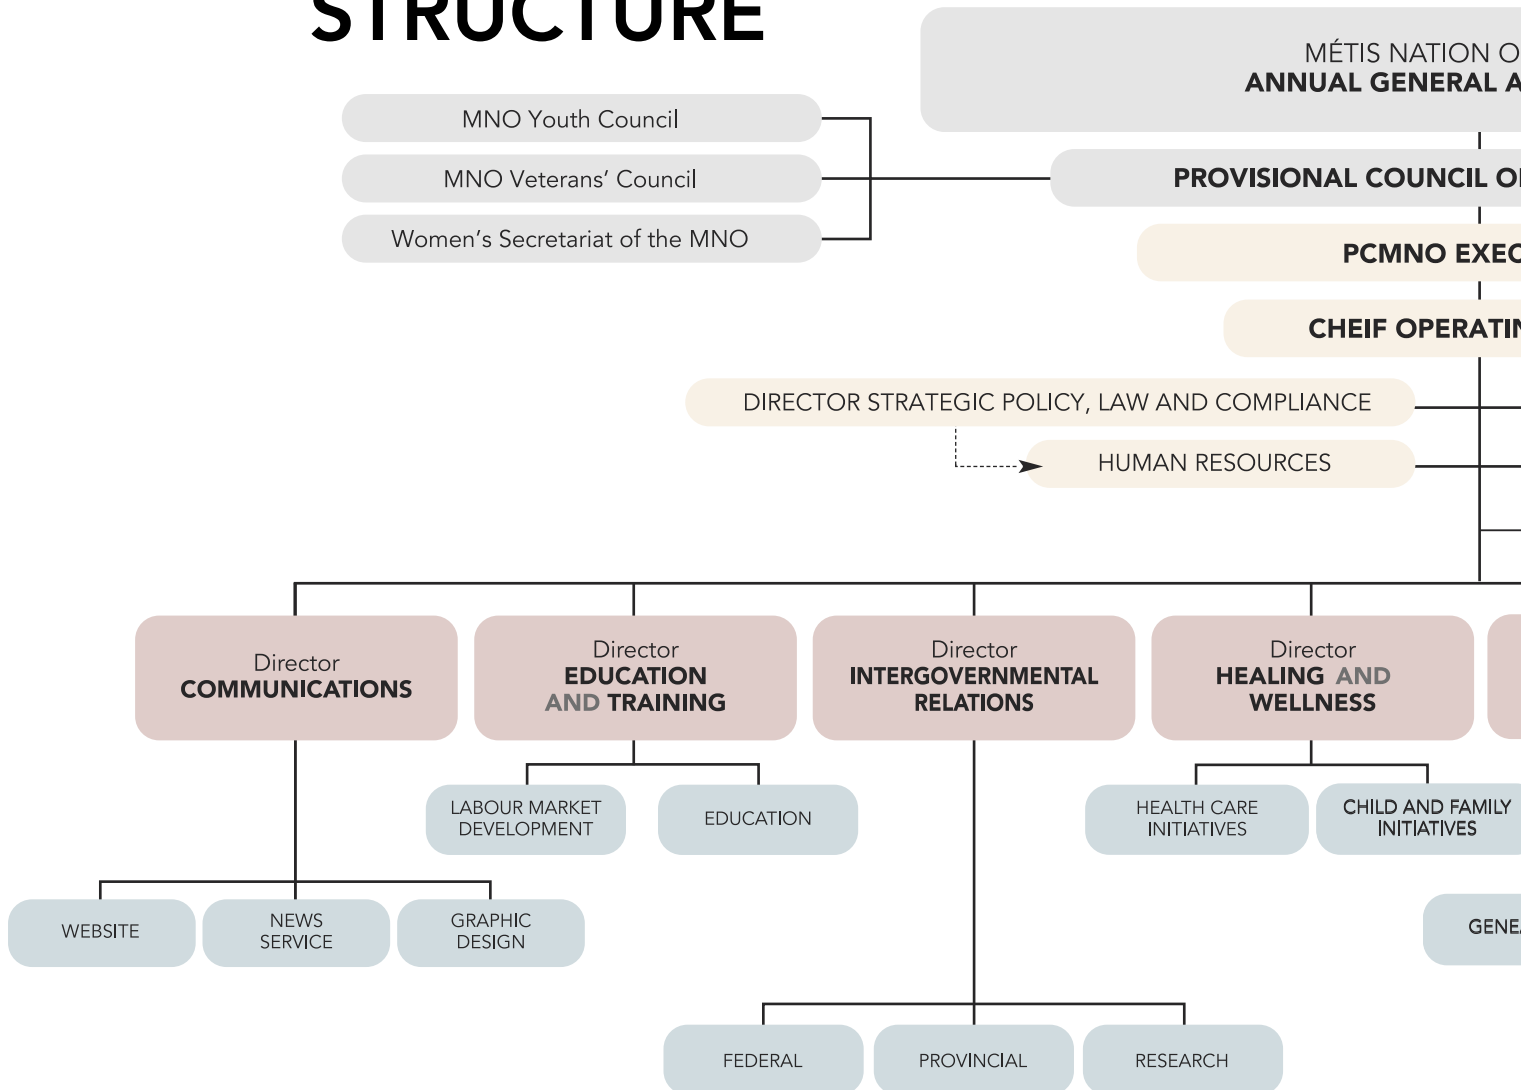 STRUCTURE
MÉTIS NATION O
ANNUAL GENERAL A
MNO Youth Council
MNO Veterans’ Council
Women’s Secretariat of the MNO
PROVISIONAL COUNCIL O
PCMNO EXEC
CHEIF OPERATIN
DIRECTOR STRATEGIC POLICY, LAW AND COMPLIANCE
HUMAN RESOURCES
Director
COMMUNICATIONS
Director
EDUCATION
AND TRAINING
Director
INTERGOVERNMENTAL
RELATIONS
Director
HEALING AND
WELLNESS
LABOUR MARKET
DEVELOPMENT
EDUCATION
HEALTH CARE
INITIATIVES
CHILD AND FAMILY
INITIATIVES
WEBSITE
NEWS
SERVICE
GRAPHIC
DESIGN
GENE
FEDERAL
PROVINCIAL
RESEARCH